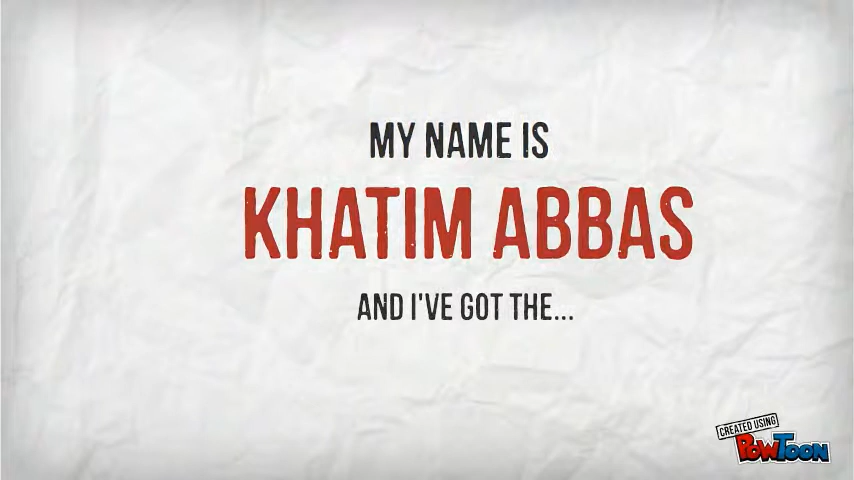 MY NAME IS
KHATIM ABBAS
AND I'VE GOT THE...
CREATED USING
POWTOON